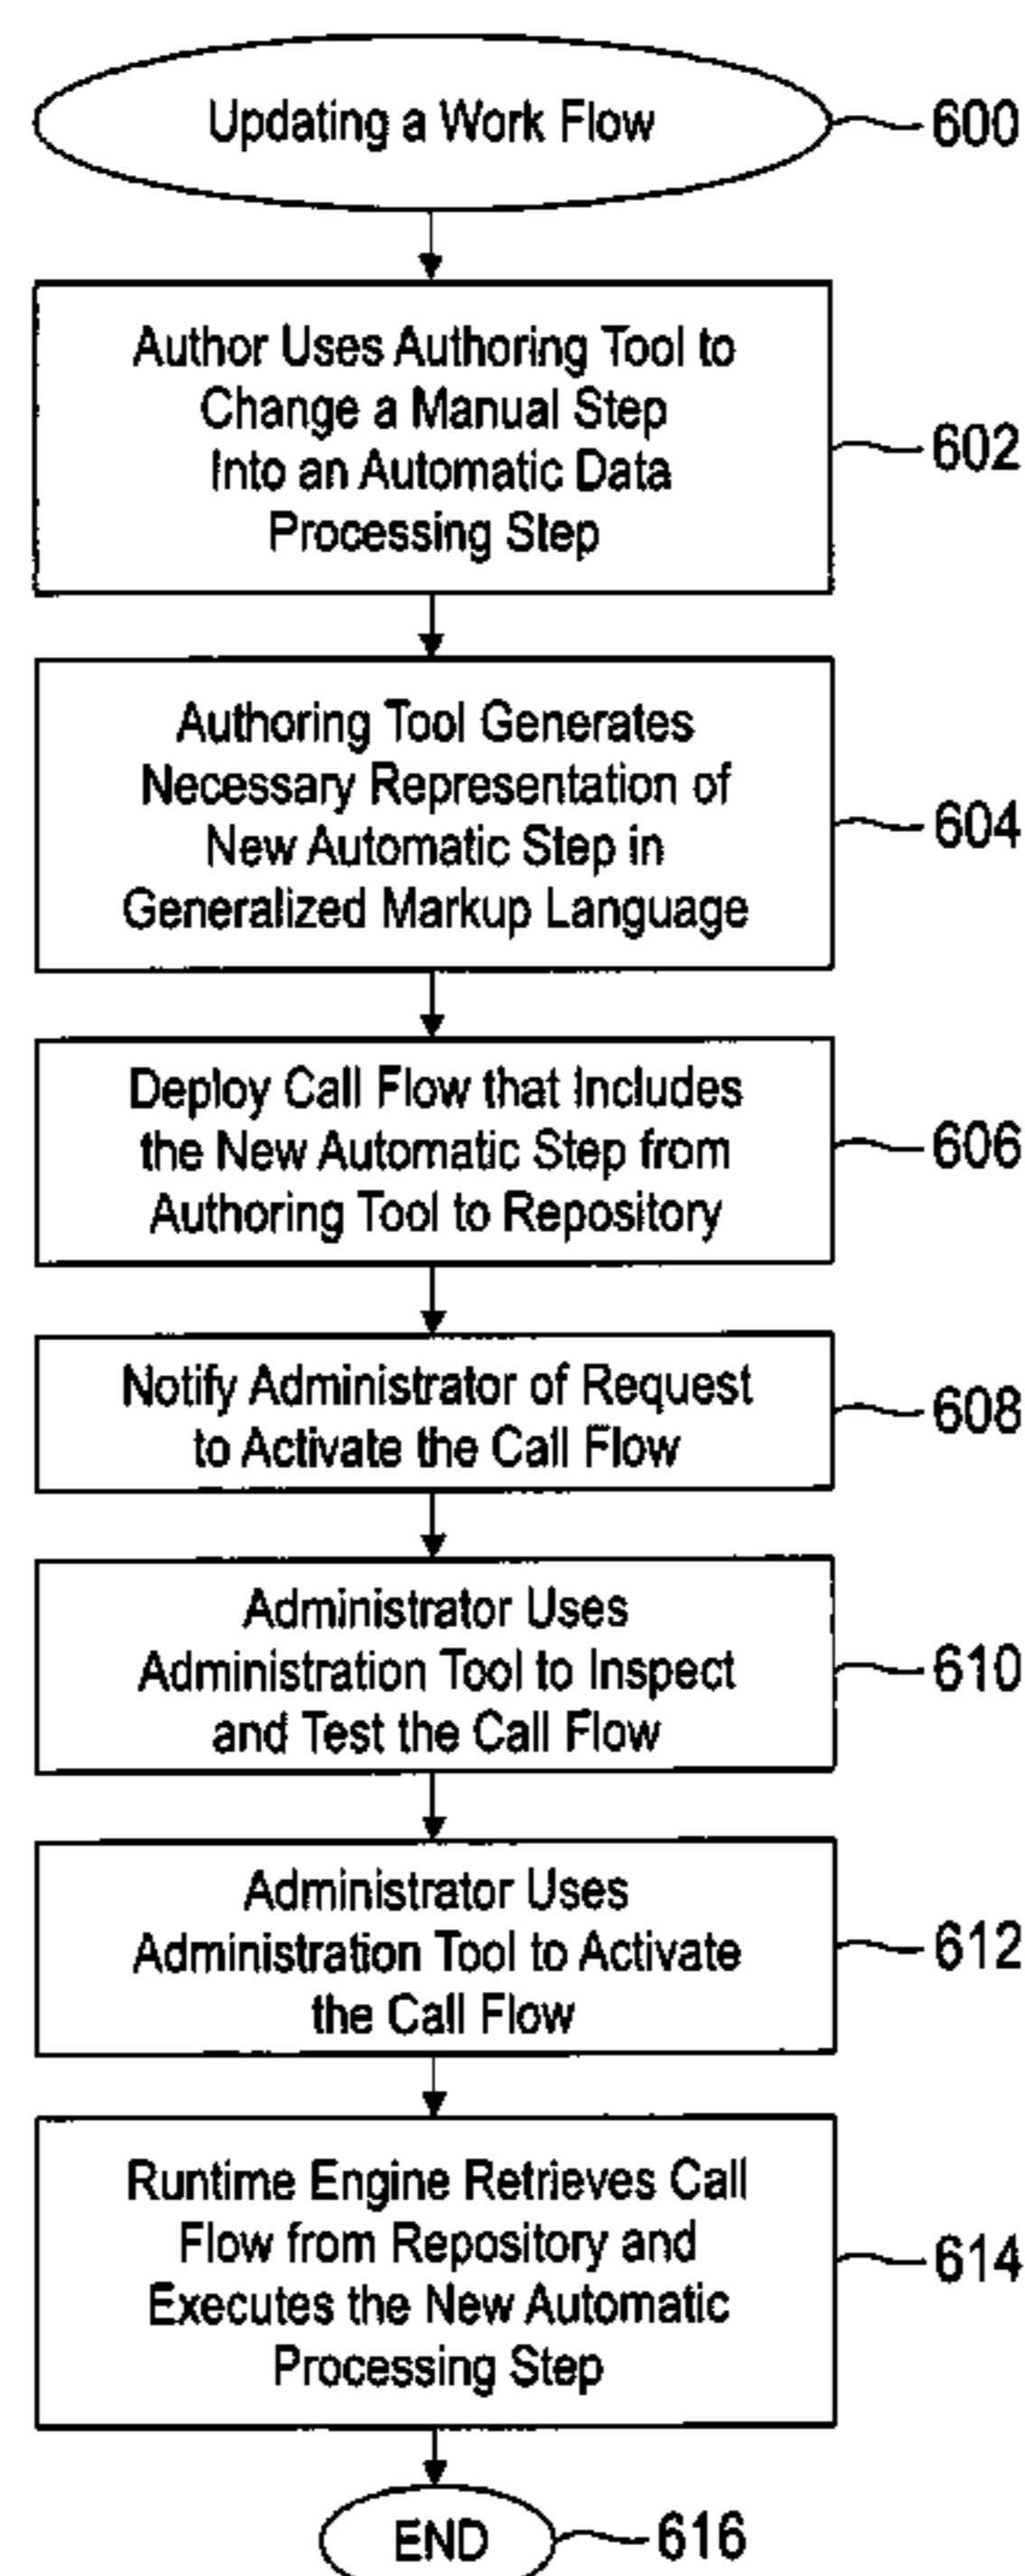 Updating a Work Flow
600
Author Uses Authoring Tool to
Change a Manual Step
Into an Automatic Data
Processing Step
602
Authoring Tool Generates
Necessary Representation of
New Automatic Step in
Generalized Markup Language
604
Deploy Call Flow that Includes
the New Automatic Step from
Authoring Tool to Repository
606
Notify Administrator of Request
to Activate the Call Flow
608
Administrator Uses
Administration Tool to Inspect
and Test the Call Flow
610
Administrator Uses
Administration Tool to Activate
the Call Flow
612
Runtime Engine Retrieves Call
Flow from Repository and
Executes the New Automatic
Processing Step
614
END
616